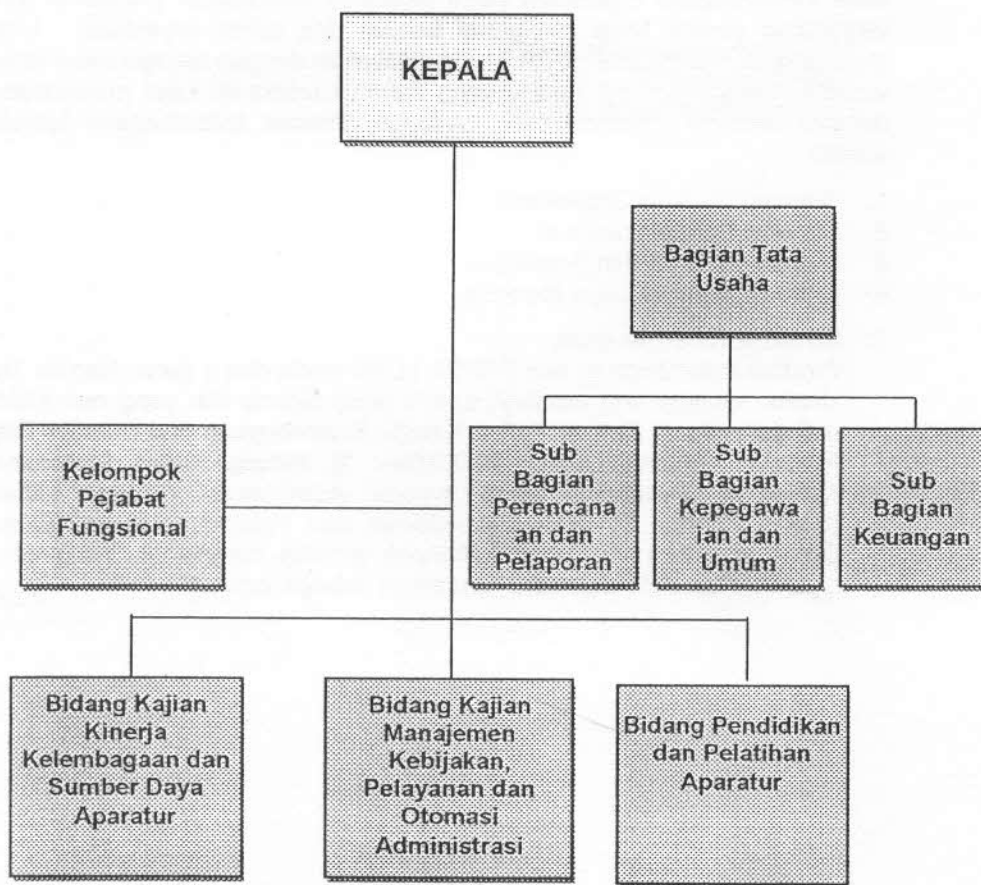 KEPALA
Bagian Tata
Usaha
Kelompok
Pejabat
Fungsional
Sub
Bagian
Perencana
an dan
Pelaporan
Sub
Bagian
Kepegawa
ian dan
Umum
Sub
Bagian
Keuangan
Bidang Kajian
Kinerja
Kelembagaan dan
Sumber Daya
Aparatur
Bidang Kajian
Manajemen
Kebijakan,
Pelayanan dan
Otomasi
Administrasi
Bidang Pendidikan
dan Pelatihan
Aparatur